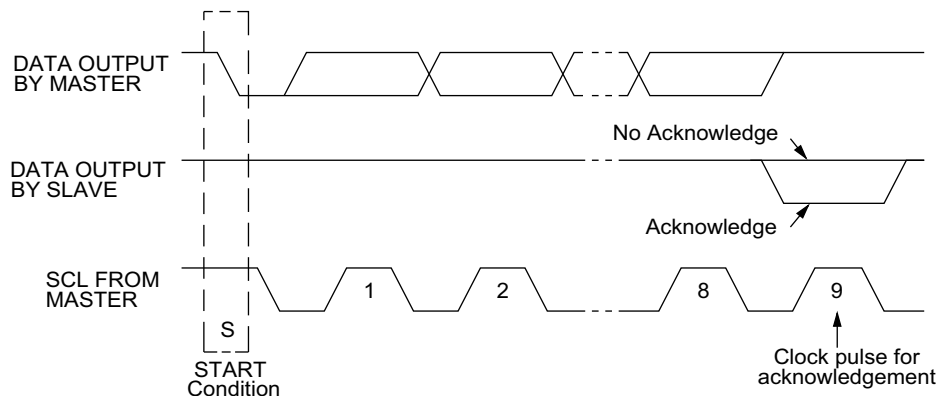 DATA OUTPUT
BY MASTER
No Acknowledge
DATA OUTPUT
BY SLAVE
Acknowledge
SCL FROM
MASTER
1
2
8
9
S
START
Condition
Clock pulse for
acknowledgement